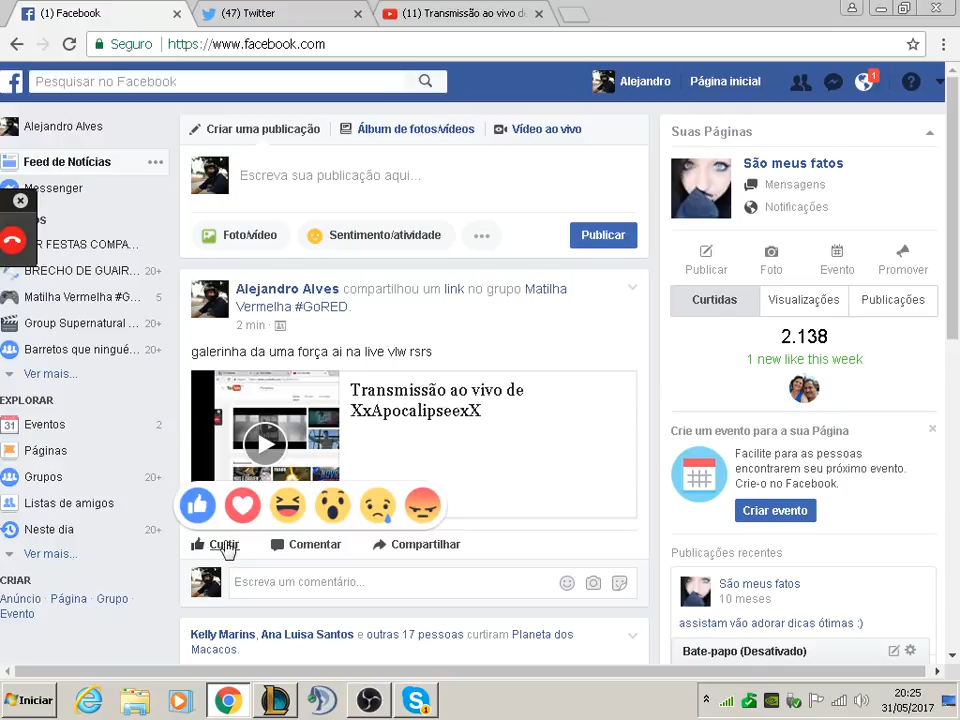 (1) Facebook
(47) Twitter
(11) Transmissão ao vivo de
Seguro
https://www.facebook.com
Pesquisar no Facebook
Alejandro
Página inicial
1
Alejandro Alves
Feed de Notícias
Messenger
OS
R FESTAS COMPA...
BRECHO DE GUAIR... 20+
Matilha Vermelha #G... 5
Group Supernatural ... 20+
Barretos que ningué... 20+
Ver mais...
EXPLORAR
31 Eventos 2
Páginas
Grupos 20+
Listas de amigos
Neste dia 20+
Ver mais...
CRIAR
Anúncio · Página · Grupo ·
Evento
Criar uma publicação
Álbum de fotos/vídeos
Vídeo ao vivo
Escreva sua publicação aqui...
Foto/vídeo
Sentimento/atividade
Publicar
Alejandro Alves compartilhou um link no grupo Matilha
Vermelha #GoRED.
2 min ·
galerinha da uma força ai na live vlw rsrs
Transmissão ao vivo de
XxApocalipseexX
Curtir
Comentar
Compartilhar
Escreva um comentário...
Kelly Marins, Ana Luisa Santos e outras 17 pessoas curtiram Planeta dos
Macacos.
Suas Páginas
São meus fatos
Mensagens
Notificações
Publicar
Foto
Evento
Promover
Curtidas
Visualizações
Publicações
2.138
1 new like this week
Crie um evento para a sua Página
Facilite para as pessoas
encontrarem seu próximo evento.
Crie-o no Facebook.
Criar evento
Publicações recentes
São meus fatos
10 meses
assistam vão adorar dicas ótimas :)
Bate-papo (Desativado)
Iniciar
20:25
31/05/2017